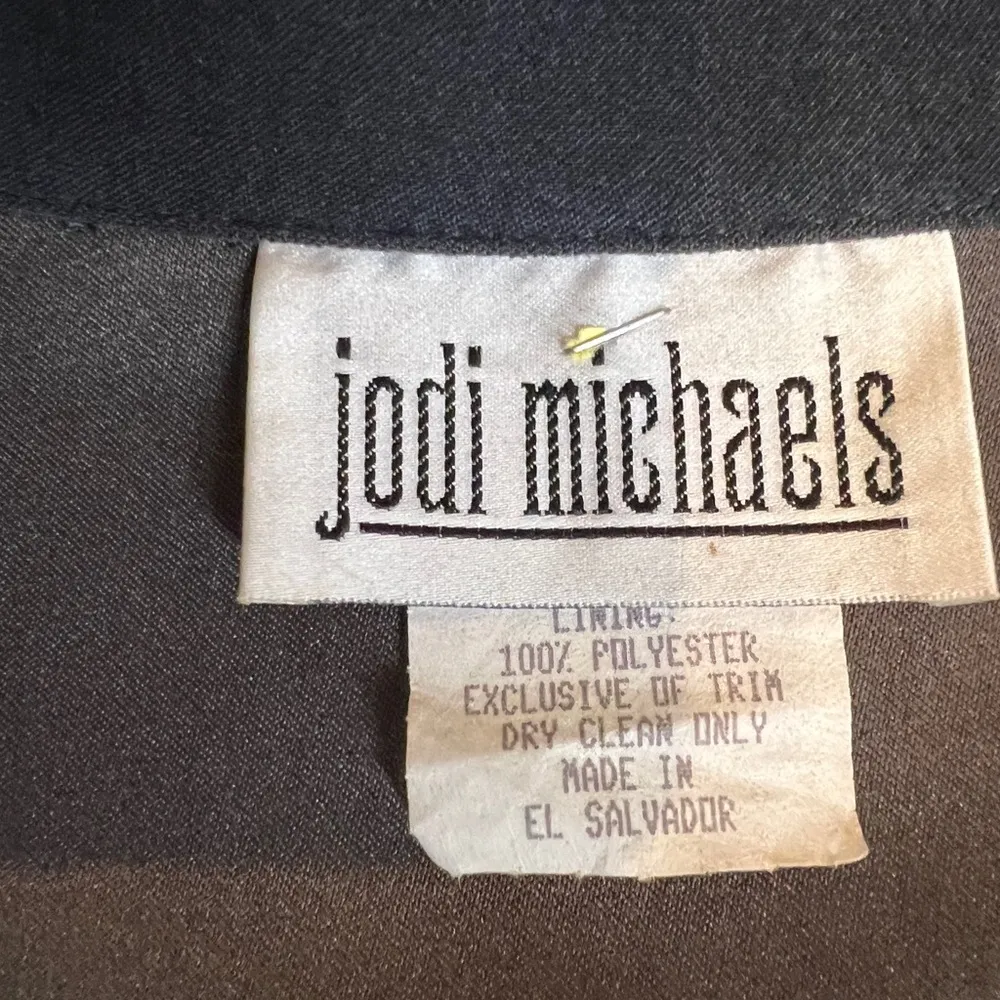 jodi michaels
LINING:
100% POLYESTER
EXCLUSIVE OF TRIM
DRY CLEAN ONLY
MADE IN
EL SALVADOR